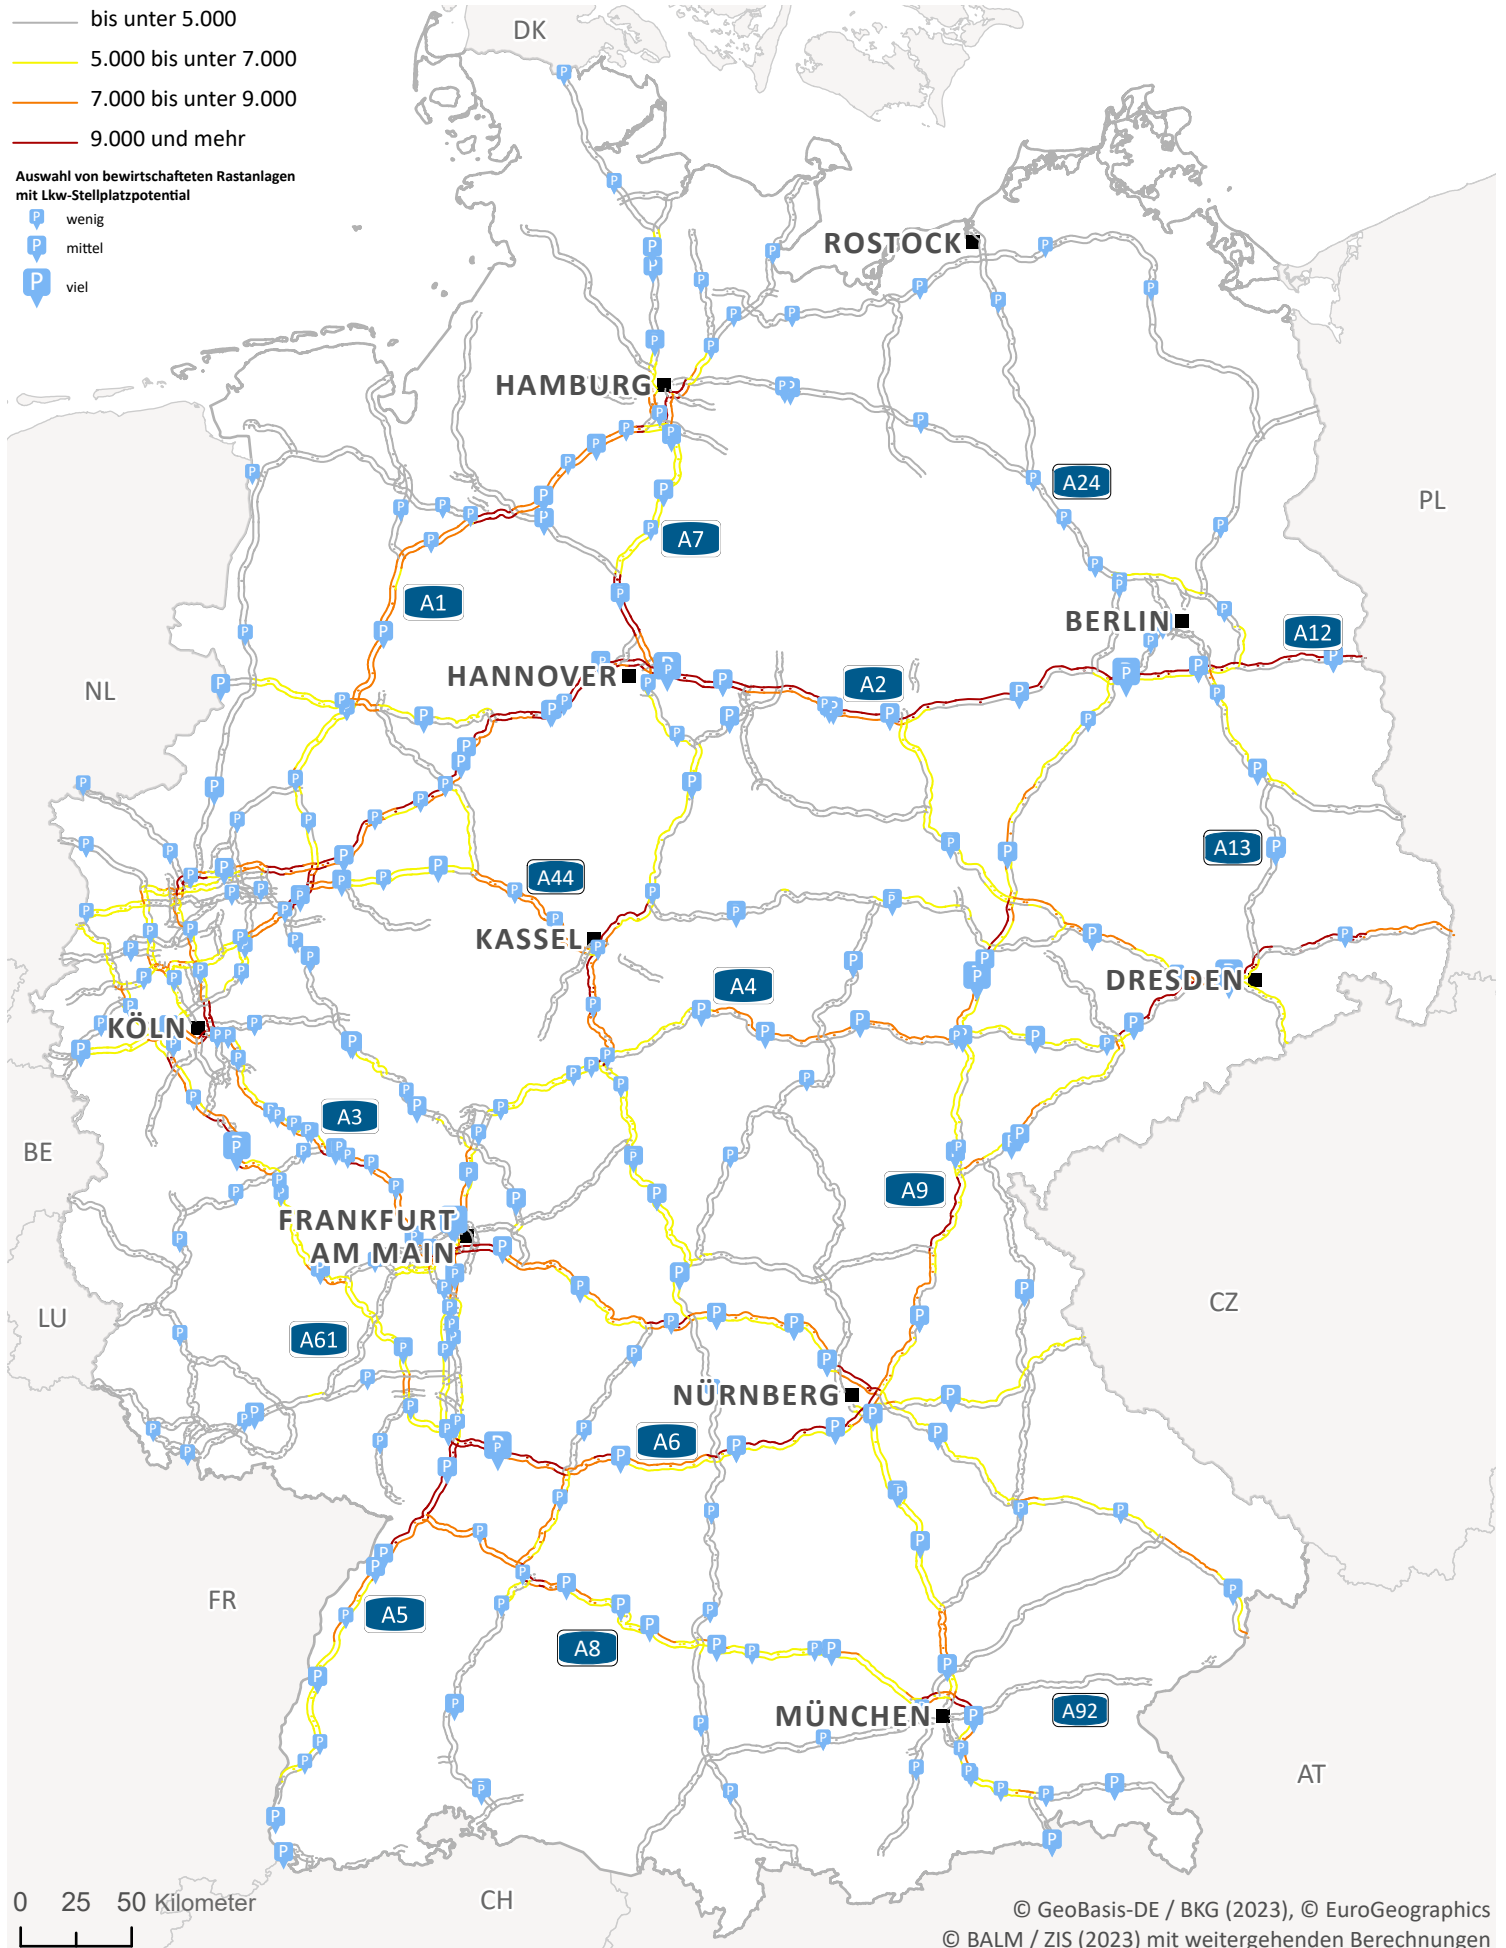 bis unter 5.000
5.000 bis unter 7.000
7.000 bis unter 9.000
9.000 und mehr
Auswahl von bewirtschafteten Rastanlagen
mit Lkw-Stellplatzpotential
P wenig
P mittel
P viel
DK
ROSTOCK
HAMBURG
A24
PL
A7
A1
BERLIN
A12
HANNOVER
A2
NL
A13
A44
KASSEL
DRESDEN
A4
KÖLN
A3
BE
A9
FRANKFURT
AM MAIN
CZ
LU
A61
NÜRNBERG
A6
FR
A5
A8
MÜNCHEN
A92
AT
CH
0 25 50 Kilometer
© GeoBasis-DE / BKG (2023), © EuroGeographics
© BALM / ZIS (2023) mit weitergehenden Berechnungen